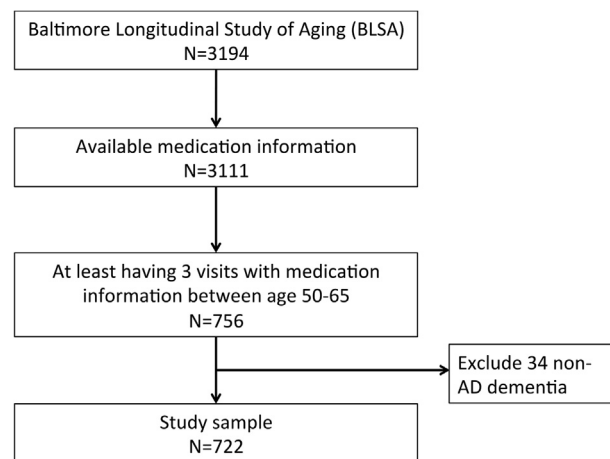 Baltimore Longitudinal Study of Aging (BLSA)
N=3194
Available medication information
N=3111
At least having 3 visits with medication
information between age 50-65
N=756
Exclude 34 non-
AD dementia
Study sample
N=722